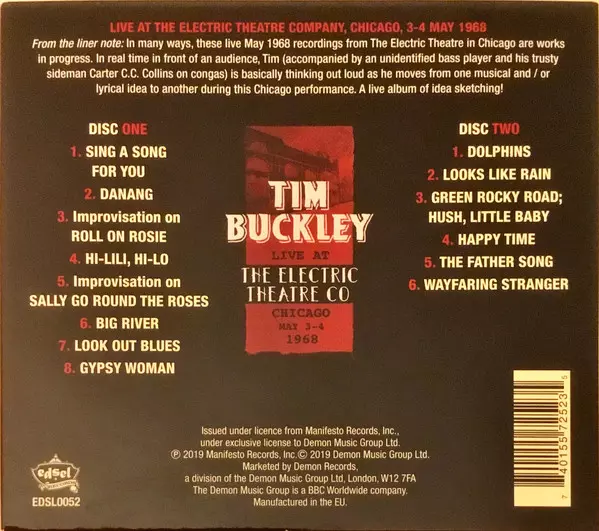 LIVE AT THE ELECTRIC THEATRE COMPANY, CHICAGO, 3-4 MAY 1968
From the liner note: In many ways, these live May 1968 recordings from The Electric Theatre in Chicago are works
in progress. In real time in front of an audience, Tim (accompanied by an unidentified bass player and his trusty
sideman Carter C.C. Collins on congas) is basically thinking out loud as he moves from one musical and / or
lyrical idea to another during this Chicago performance. A live album of idea sketching!
DISC ONE
1. SING A SONG
FOR YOU
2. DANANG
3. Improvisation on
ROLL ON ROSIE
4. HI-LILI, HI-LO
5. Improvisation on
SALLY GO ROUND THE ROSES
6. BIG RIVER
7. LOOK OUT BLUES
8. GYPSY WOMAN
TIM
BUCKLEY
LIVE AT
THE ELECTRIC
THEATRE CO
CHICAGO
MAY 3-4
1968
DISC TWO
1. DOLPHINS
2. LOOKS LIKE RAIN
3. GREEN ROCKY ROAD;
HUSH, LITTLE BABY
4. HAPPY TIME
5. THE FATHER SONG
6. WAYFARING STRANGER
Issued under licence from Manifesto Records, Inc.,
under exclusive license to Demon Music Group Ltd.
℗ 2019 Manifesto Records, Inc.© 2019 Demon Music Group Ltd.
Marketed by Demon Records,
a division of the Demon Music Group Ltd, London, W12 7FA
The Demon Music Group is a BBC Worldwide company.
Manufactured in the EU.
edsel
EDSL0052
7 40155 72523 5